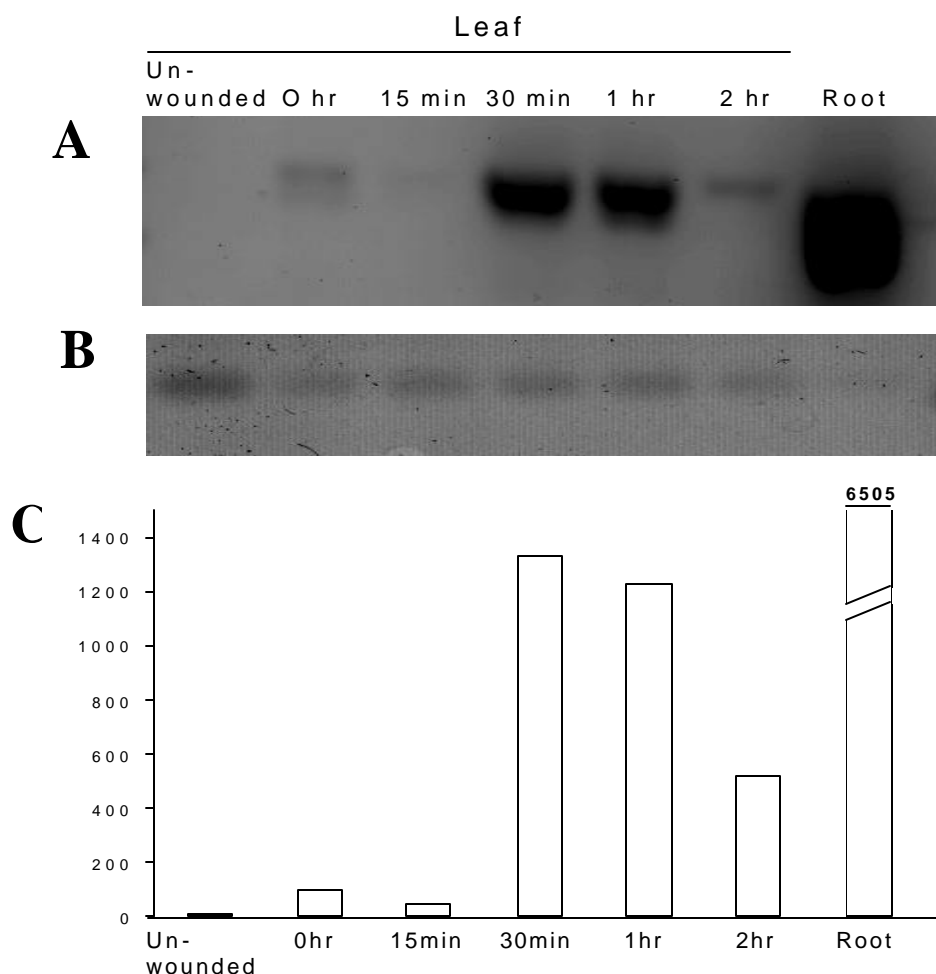 Leaf
Un-
wounded O hr 15 min 30 min 1 hr 2 hr Root
A
B
C
6505
1400
1200
1000
800
600
400
200
0
Un-
wounded 0hr 15min 30min 1hr 2hr Root